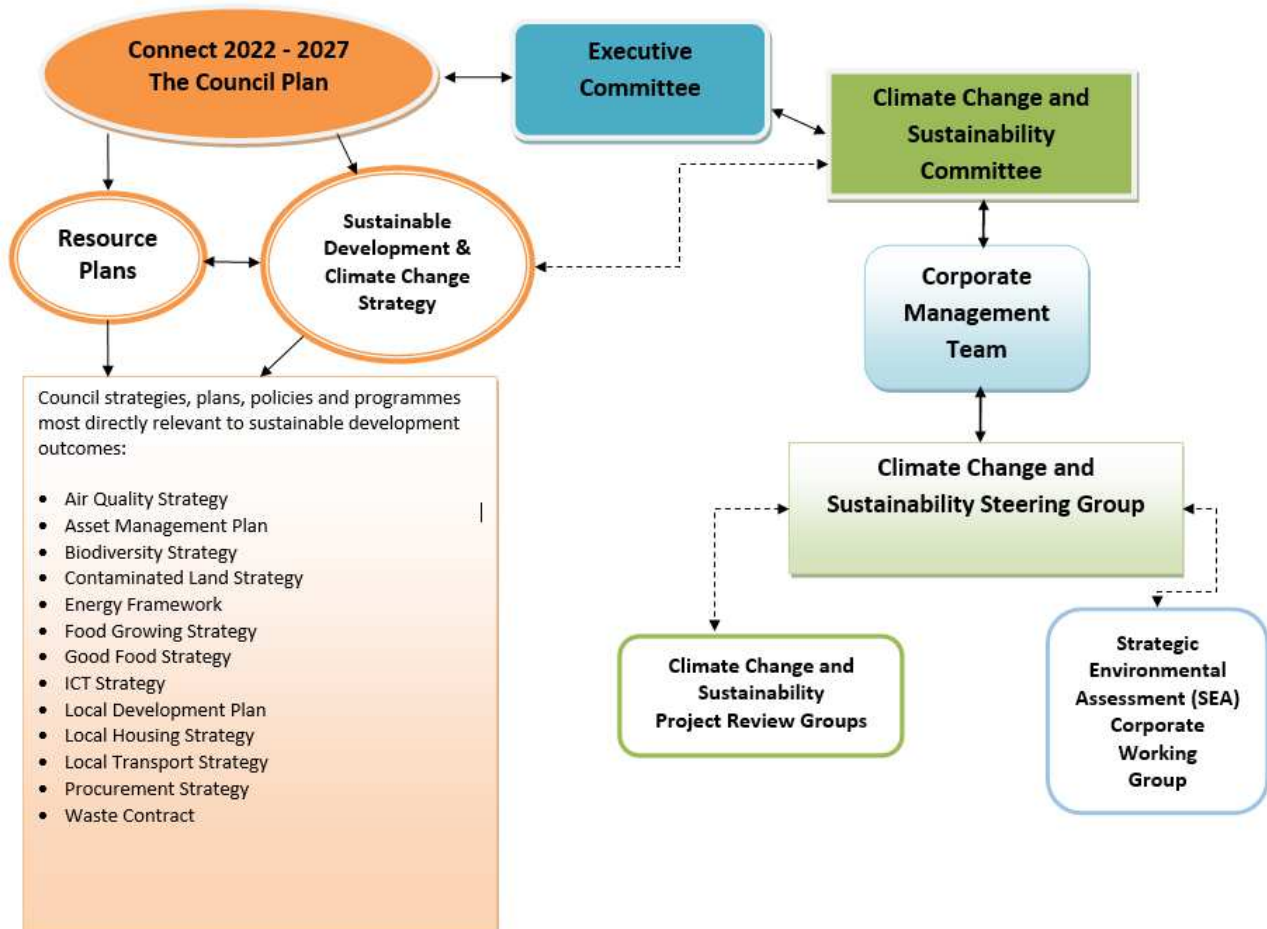 Connect 2022 - 2027
The Council Plan
Executive
Committee
Climate Change and
Sustainability
Committee
Resource
Plans
Sustainable
Development &
Climate Change
Strategy
Corporate
Management
Team
Council strategies, plans, policies and programmes
most directly relevant to sustainable development
outcomes:
• Air Quality Strategy
• Asset Management Plan
• Biodiversity Strategy
• Contaminated Land Strategy
• Energy Framework
• Food Growing Strategy
• Good Food Strategy
• ICT Strategy
• Local Development Plan
• Local Housing Strategy
• Local Transport Strategy
• Procurement Strategy
• Waste Contract
Climate Change and
Sustainability Steering Group
Climate Change and
Sustainability
Project Review Groups
Strategic
Environmental
Assessment (SEA)
Corporate
Working
Group